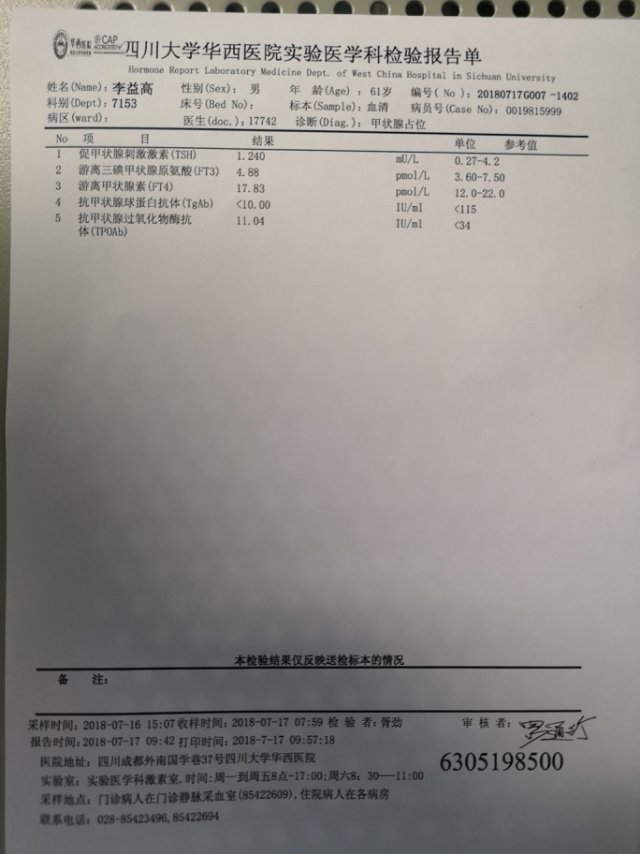 华西医院 CAP ACCREDITED 四川大学华西医院实验医学科检验报告单
Hormone Report Laboratory Medicine Dept. of West China Hospital in Sichuan University
姓名(Name): 李益高 性别(Sex): 男 年 龄(Age) : 61岁 编号( No ): 20180717G007 -1402
科别(Dept): 7153 床号(Bed No): 标本(Sample): 血清 病员号(Case No): 0019815999
病区(ward): 医生(doc.): 17742 诊断(Diag.): 甲状腺占位
No 项 目 结果 单位 参考值
1 促甲状腺刺激激素(TSH) 1.240 mU/L 0.27-4.2
2 游离三碘甲状腺原氨酸(FT3) 4.88 pmol/L 3.60-7.50
3 游离甲状腺素(FT4) 17.83 pmol/L 12.0-22.0
4 抗甲状腺球蛋白抗体(TgAb) <10.00 IU/ml <115
5 抗甲状腺过氧化物酶抗 11.04 IU/ml <34
体(TPOAb)
本检验结果仅反映送检标本的情况
备 注:
采样时间: 2018-07-16 15:07 收样时间: 2018-07-17 07:59 检 验 者: 胥劲 审 核 者:
报告时间: 2018-07-17 09:42 打印时间: 2018-7-17 09:57:18
医院地址: 四川成都外南国学巷37号四川大学华西医院
6305198500
实验室: 实验医学科激素室. 时间: 周一到周五8点-17:00; 周六8: 30---11:00
采样地点: 门诊病人在门诊静脉采血室(85422609), 住院病人在各病房
联系电话: 028-85423496, 85422694